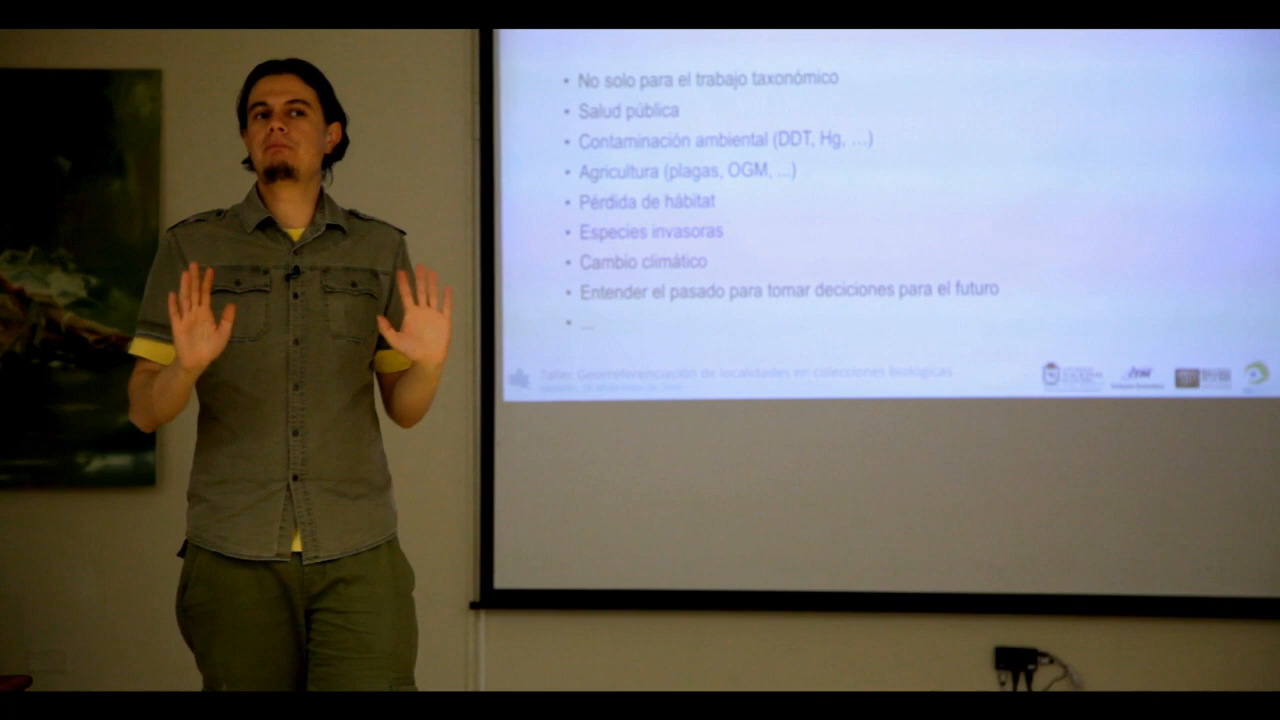 • No solo para el trabajo taxonómico
• Salud pública
• Contaminación ambiental (DDT, Hg, ...)
• Agricultura (plagas, OGM, ...)
• Pérdida de hábitat
• Especies invasoras
• Cambio climático
• Entender el pasado para tomar decisiones para el futuro
• ...
Taller Georreferenciación de localidades en colecciones biológicas